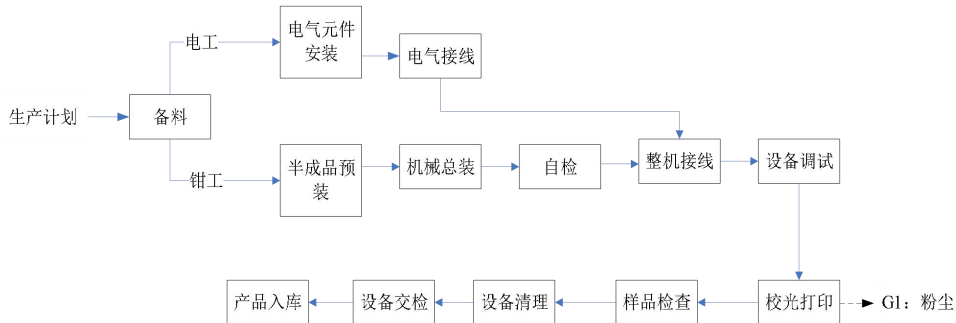 电气元件
安装
电工
电气接线
生产计划
备料
钳工
半成品预
装
机械总装
自检
整机接线
设备调试
产品入库
设备交检
设备清理
样品检查
校光打印
G1：粉尘